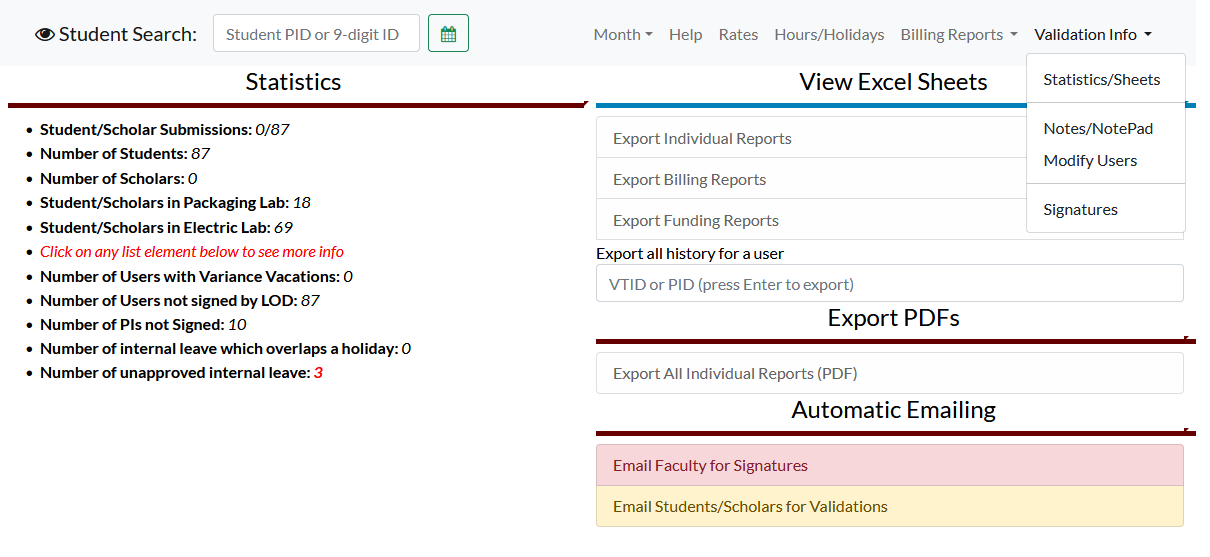 Student Search:
Student PID or 9-digit ID
Month
Help
Rates
Hours/Holidays
Billing Reports
Validation Info
Statistics/Sheets
Notes/NotePad
Modify Users
Signatures
Statistics
Student/Scholar Submissions: 0/87
Number of Students: 87
Number of Scholars: 0
Student/Scholars in Packaging Lab: 18
Student/Scholars in Electric Lab: 69
Click on any list element below to see more info
Number of Users with Variance Vacations: 0
Number of Users not signed by LOD: 87
Number of PIs not Signed: 10
Number of internal leave which overlaps a holiday: 0
Number of unapproved internal leave: 3
View Excel Sheets
Export Individual Reports
Export Billing Reports
Export Funding Reports
Export all history for a user
VTID or PID (press Enter to export)
Export PDFs
Export All Individual Reports (PDF)
Automatic Emailing
Email Faculty for Signatures
Email Students/Scholars for Validations